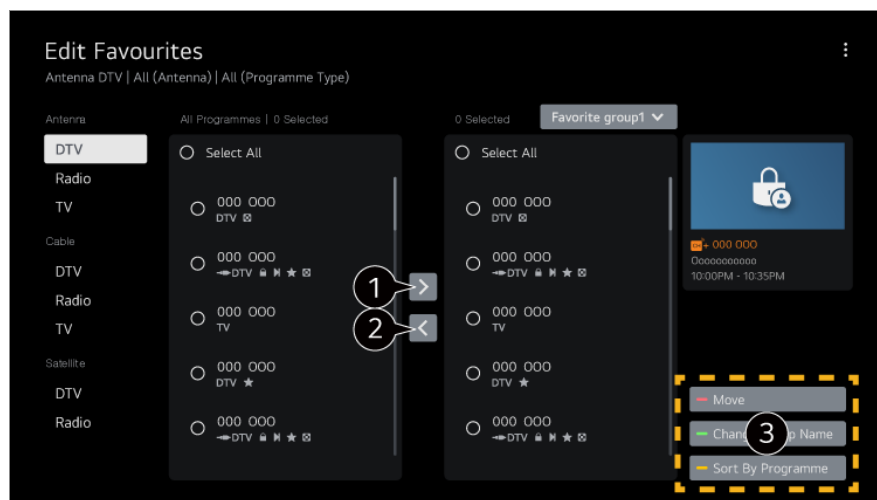 Edit Favourites
Antenna DTV | All (Antenna) | All (Programme Type)
Antenna
All Programmes | 0 Selected
0 Selected
Favorite group1
DTV
Radio
TV
Cable
DTV
Radio
TV
Satellite
DTV
Radio
Select All
000 000
DTV
000 000
DTV
000 000
TV
000 000
DTV
000 000
DTV
1
2
Select All
000 000
DTV
000 000
DTV
000 000
TV
000 000
DTV
000 000
DTV
CH+ 000 000
Oooooooooo
10:00PM - 10:35PM
Move
Name
3
Sort By Programme